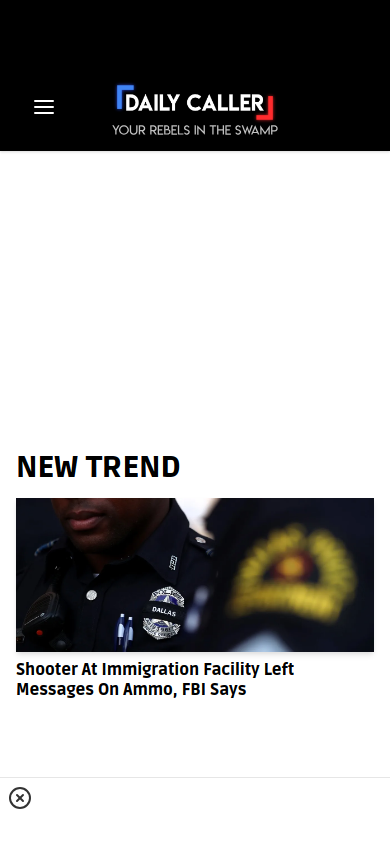 DAILY CALLER
YOUR REBELS IN THE SWAMP
NEW TREND
DALLAS
Shooter At Immigration Facility Left
Messages On Ammo, FBI Says